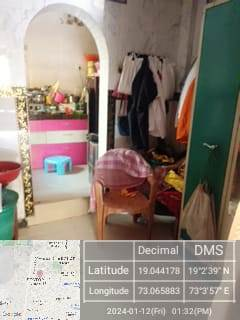 Decimal DMS
Latitude 19.044178 19°2'39" N
Longitude 73.065883 73°3'57" E
2024-01-12(Fri) 01:32(PM)